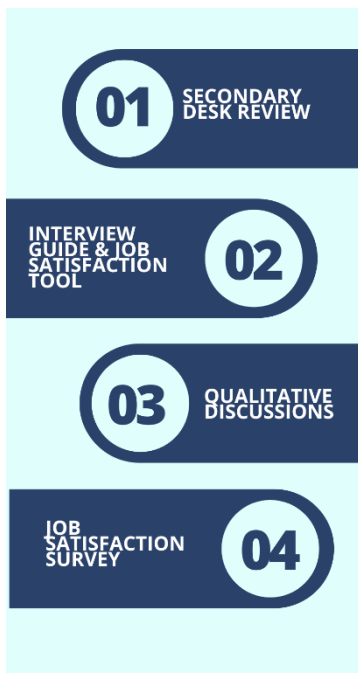 01
SECONDARY
DESK REVIEW
INTERVIEW
GUIDE & JOB
SATISFACTION
TOOL
02
03
QUALITATIVE
DISCUSSIONS
JOB
SATISFACTION
SURVEY
04